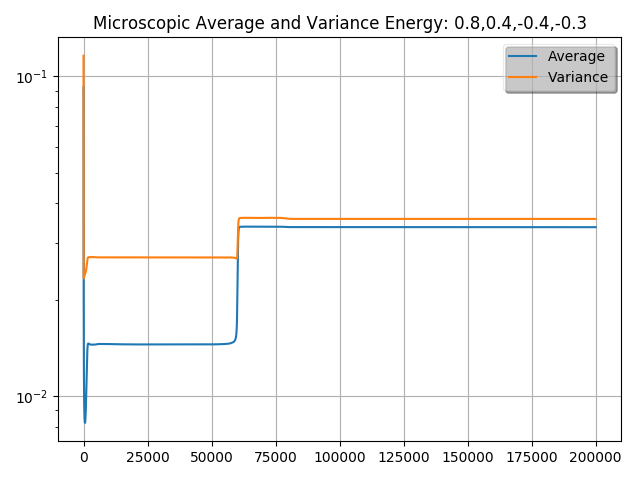 Microscopic Average and Variance Energy: 0.8,0.4,-0.4,-0.3
Average
Variance
10⁻¹
10⁻²
0 25000 50000 75000 100000 125000 150000 175000 200000